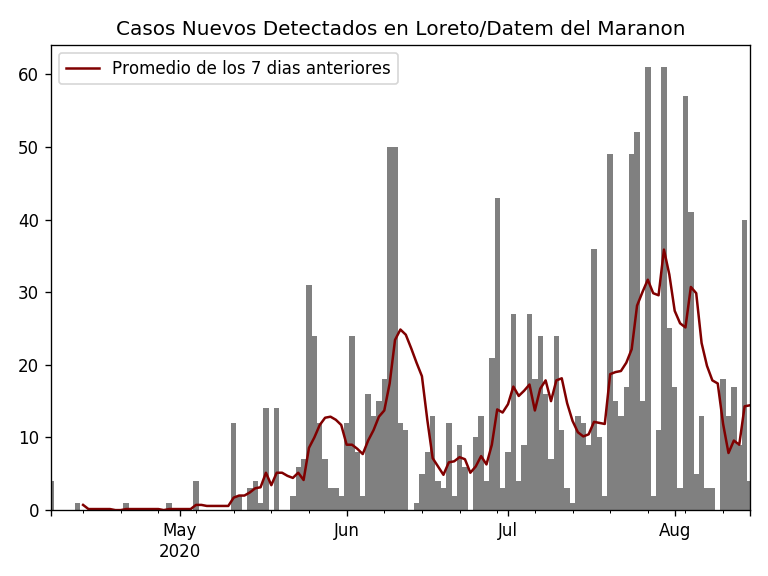 Casos Nuevos Detectados en Loreto/Datem del Maranon
Promedio de los 7 dias anteriores
60
50
40
30
20
10
0
May
2020
Jun
Jul
Aug